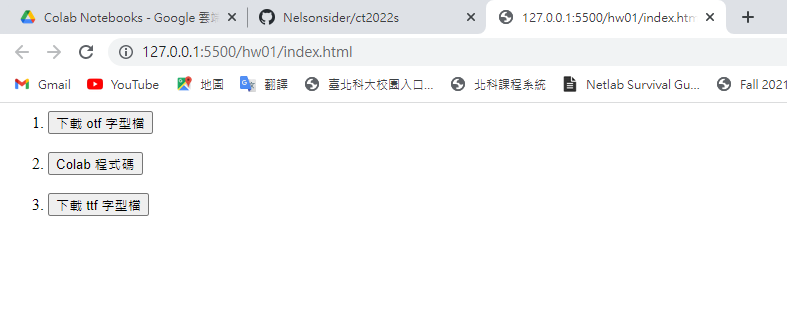 Colab Notebooks - Google 雲端
Nelsonsider/ct2022s
127.0.0.1:5500/hw01/index.htm
127.0.0.1:5500/hw01/index.html
Gmail YouTube 地圖 翻譯 臺北科大校園入口... 北科課程系統 Netlab Survival Gu... Fall 2021
1. 下載 otf 字型檔
2. Colab 程式碼
3. 下載 ttf 字型檔